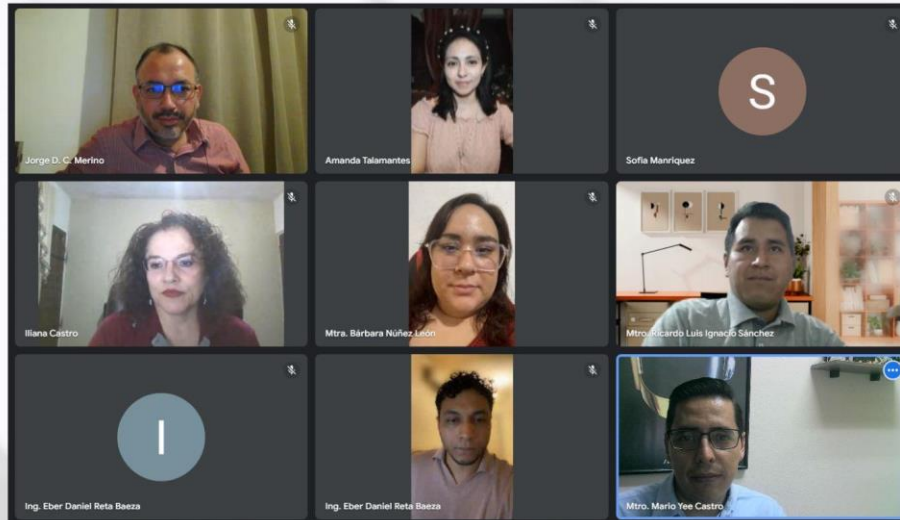 Jorge D. C. Merino
Amanda Talamantes
Sofia Manriquez
S
Iliana Castro
Mtra. Bárbara Núñez León
Mtro. Ricardo Luis Ignacio Sánchez
I
Ing. Eber Daniel Reta Baeza
Ing. Eber Daniel Reta Baeza
Mtro. Mario Yee Castro